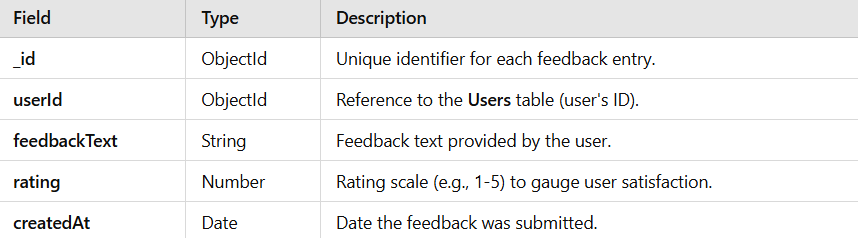 Field Type Description
_id ObjectId Unique identifier for each feedback entry.
userId ObjectId Reference to the Users table (user's ID).
feedbackText String Feedback text provided by the user.
rating Number Rating scale (e.g., 1-5) to gauge user satisfaction.
createdAt Date Date the feedback was submitted.